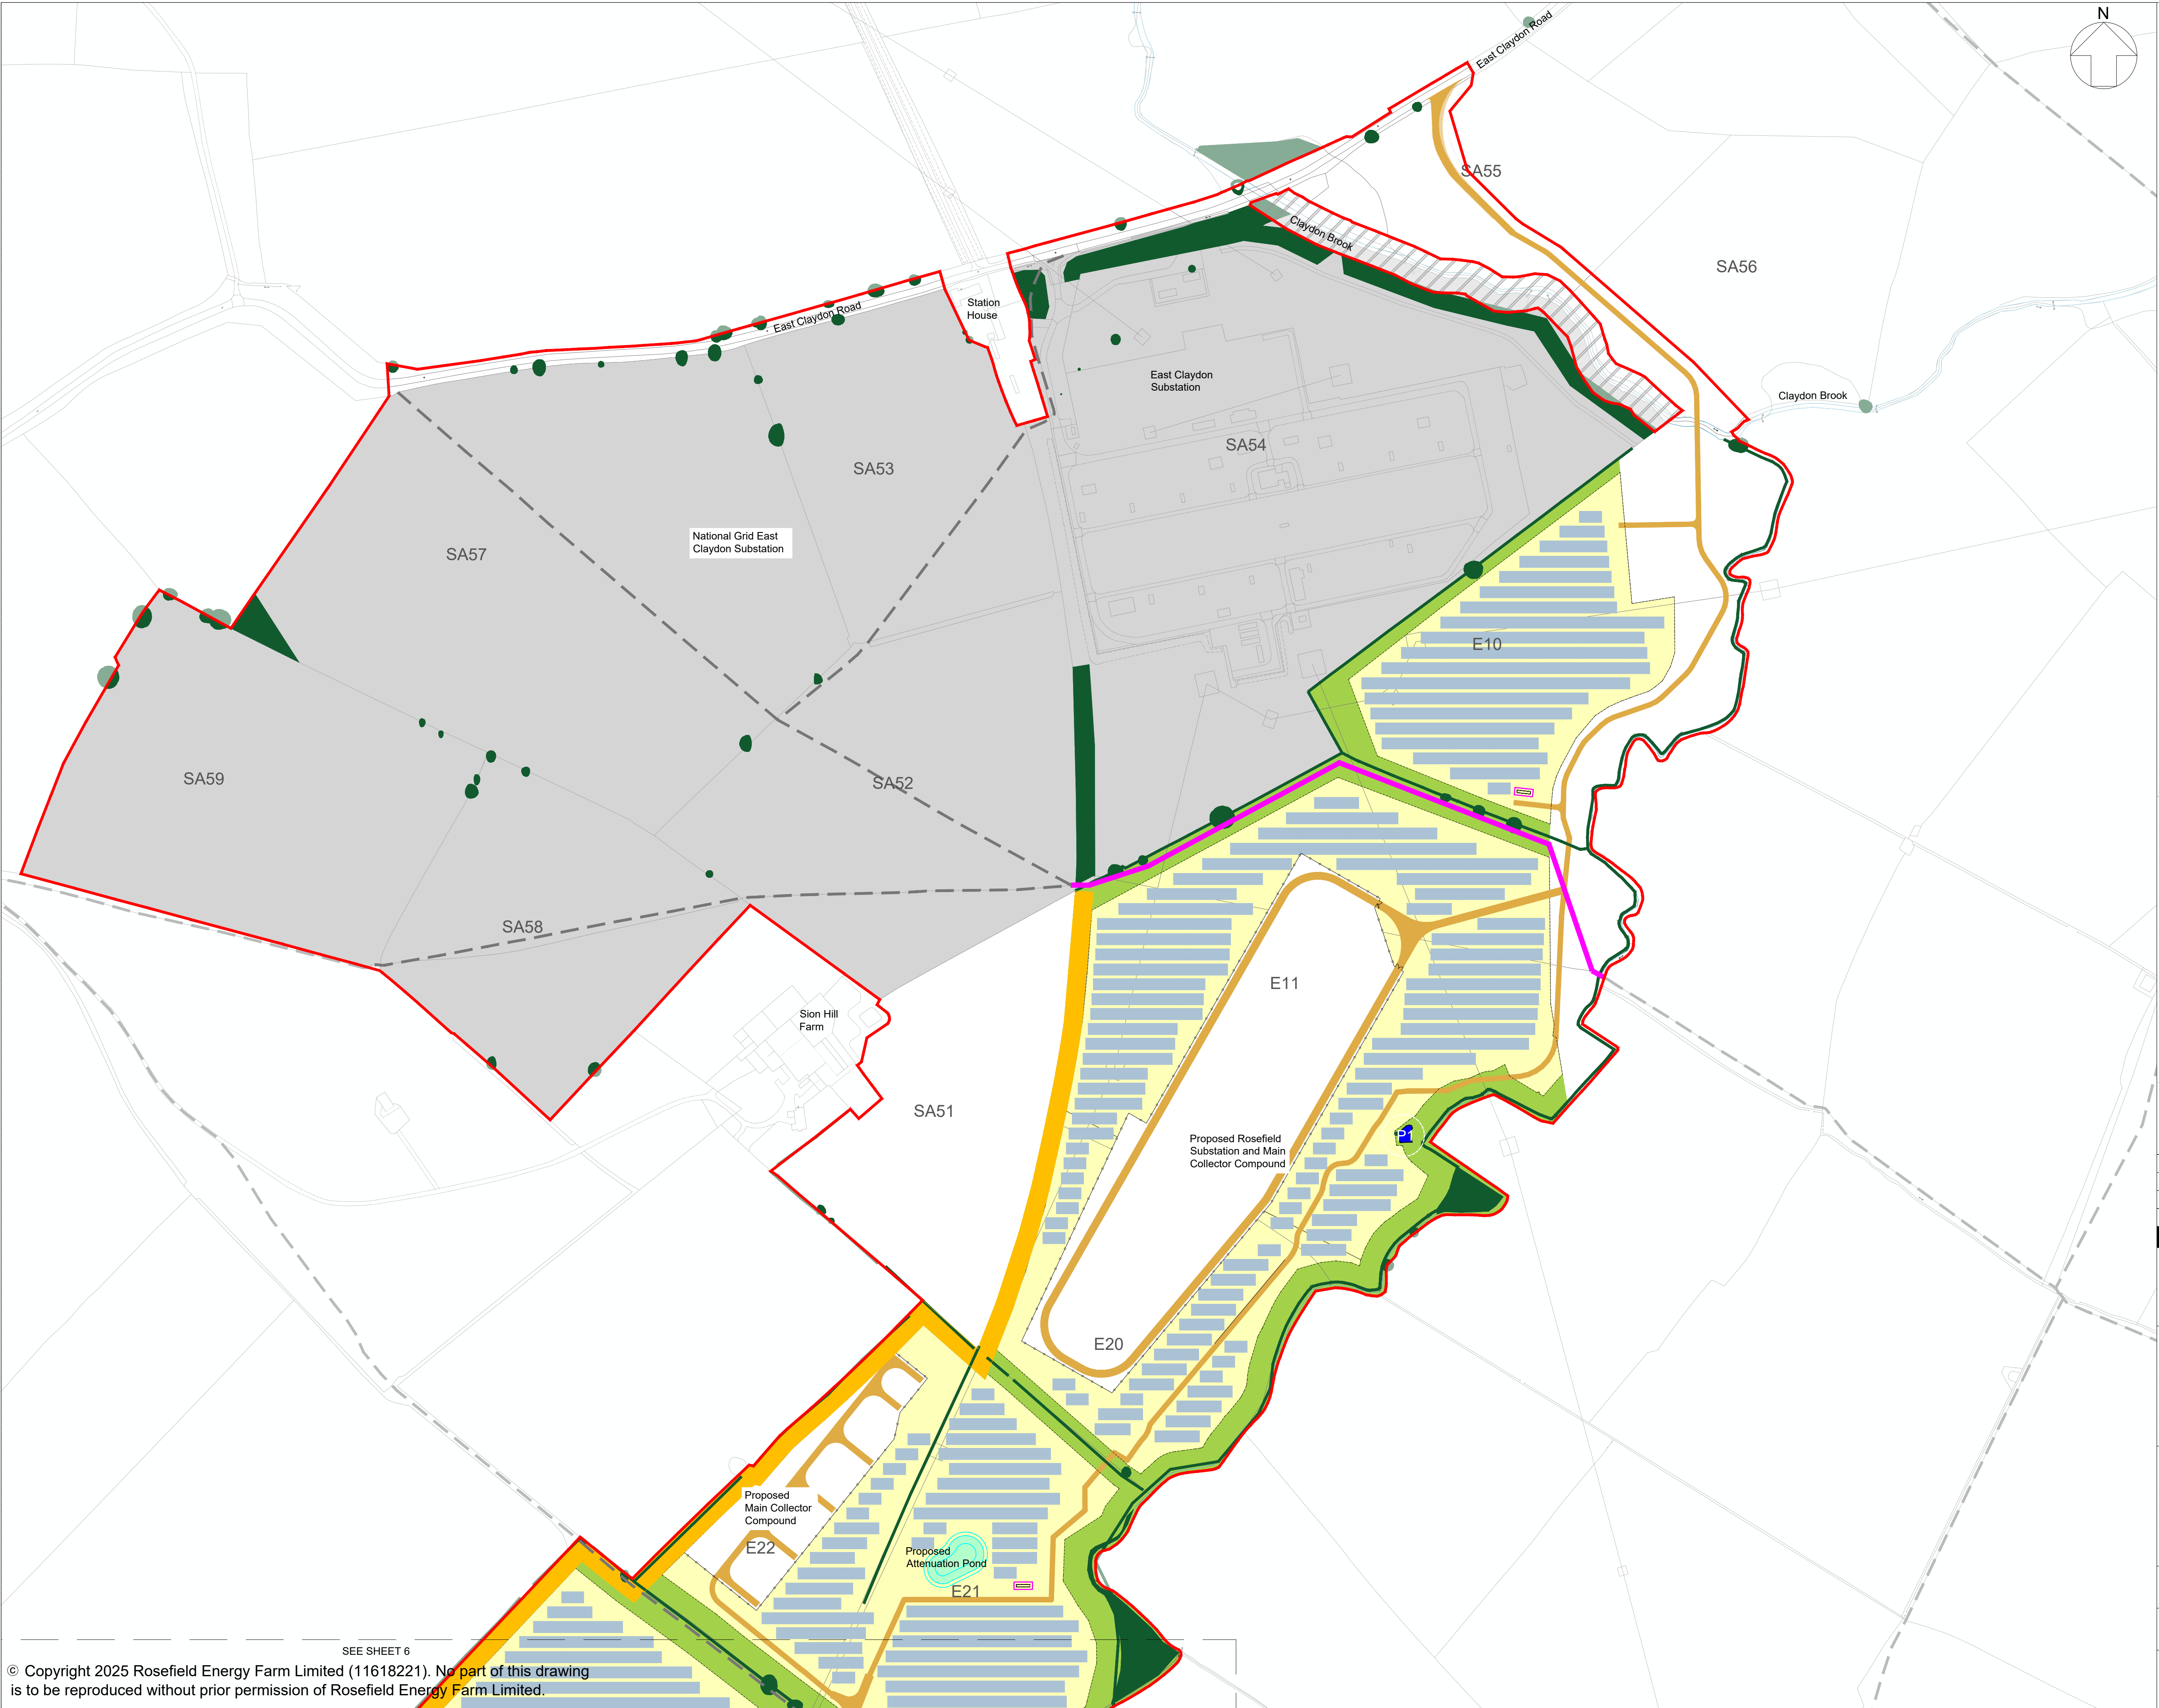 N
East Claydon Road
SA55
Claydon Brook
SA56
Station
House
East Claydon Road
East Claydon
Substation
Claydon Brook
SA54
SA53
National Grid East
Claydon Substation
SA57
E10
SA59
SA52
SA58
E11
Sion Hill
Farm
SA51
P1
Proposed Rosefield
Substation and Main
Collector Compound
E20
Proposed
Main Collector
Compound
E22
Proposed
Attenuation Pond
E21
SEE SHEET 6
© Copyright 2025 Rosefield Energy Farm Limited (11618221). No part of this drawing
is to be reproduced without prior permission of Rosefield Energy Farm Limited.